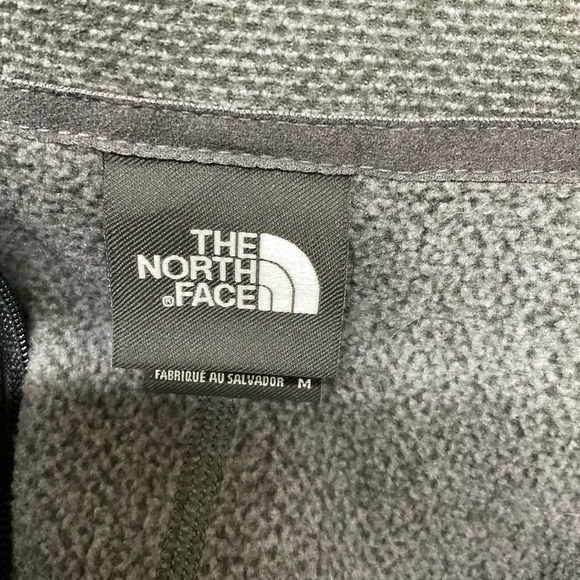 THE
NORTH
FACE
®
FABRIQUÉ AU SALVADOR M